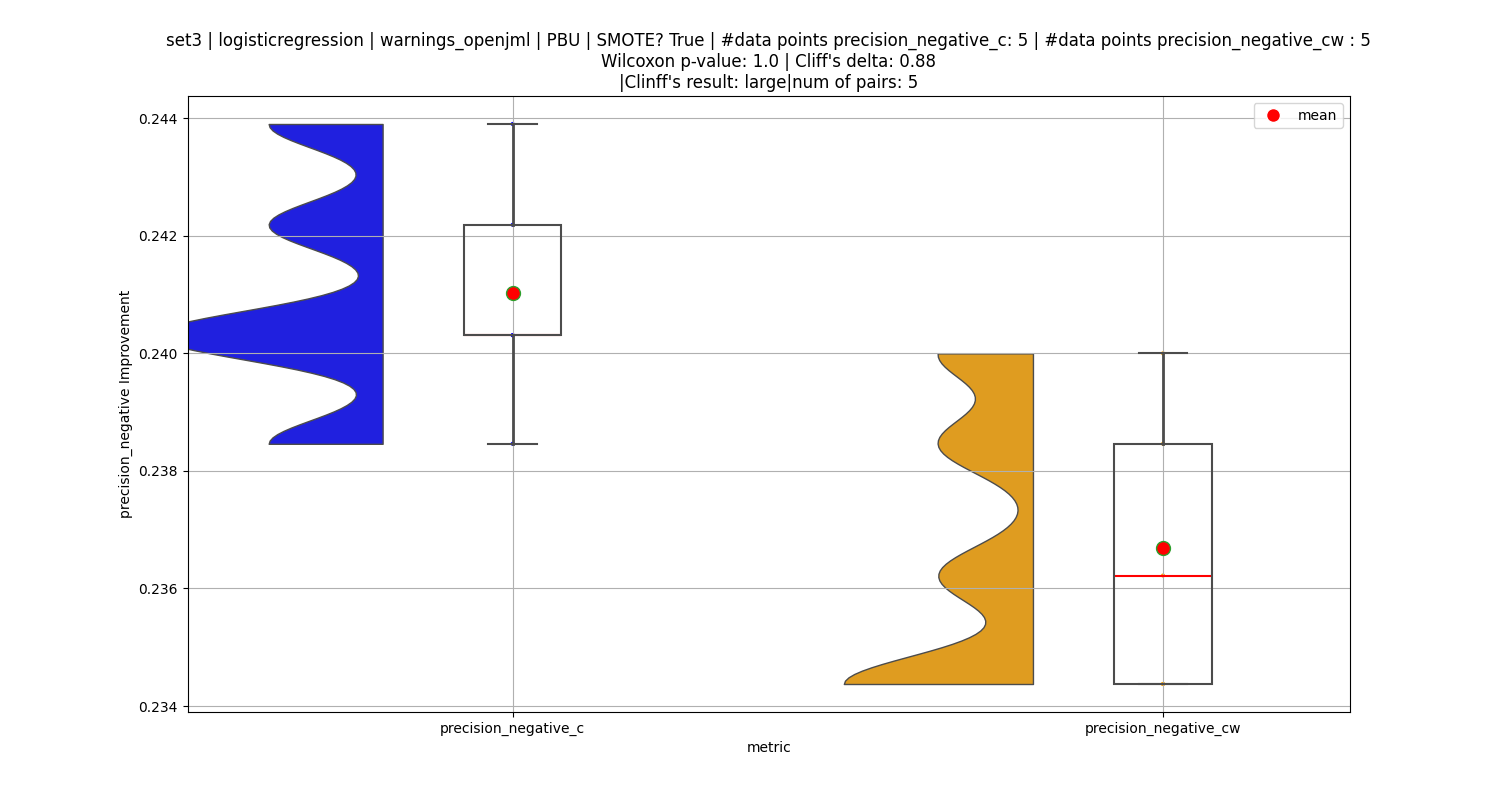 set3 | logisticregression | warnings_openjml | PBU | SMOTE? True | #data points precision_negative_c: 5 | #data points precision_negative_cw : 5
Wilcoxon p-value: 1.0 | Cliff's delta: 0.88
|Clinff's result: large|num of pairs: 5
mean
0.244
0.242
0.240
0.238
0.236
0.234
precision_negative Improvement
precision_negative_c
precision_negative_cw
metric